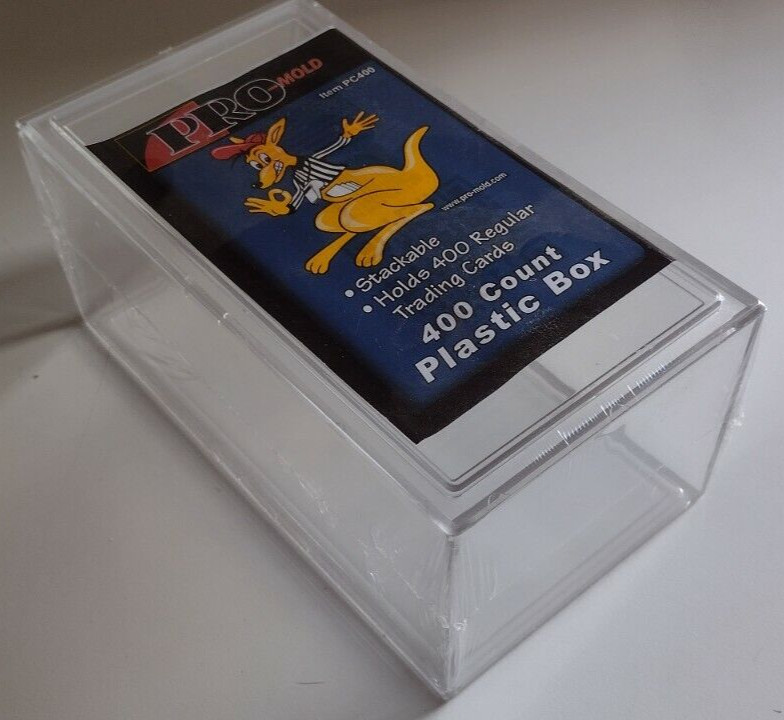 PRO-MOLD
Item PC400
www.pro-mold.com
• Stackable
• Holds 400 Regular
Trading Cards
400 Count
Plastic Box